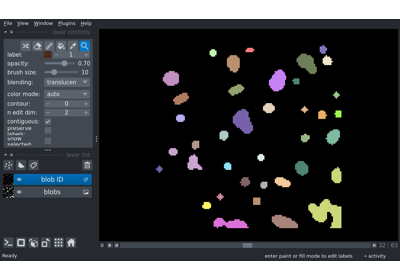 File View Window Plugins Help
layer controls
label: 1
opacity: 0.70
brush size: 10
blending: translucen
color mode: auto
contour: 0
n edit dim: 2
contiguous:
preserve labels:
show selected:
layer list
blob ID
blobs
0 32 63
Ready enter paint or fill mode to edit labels activity